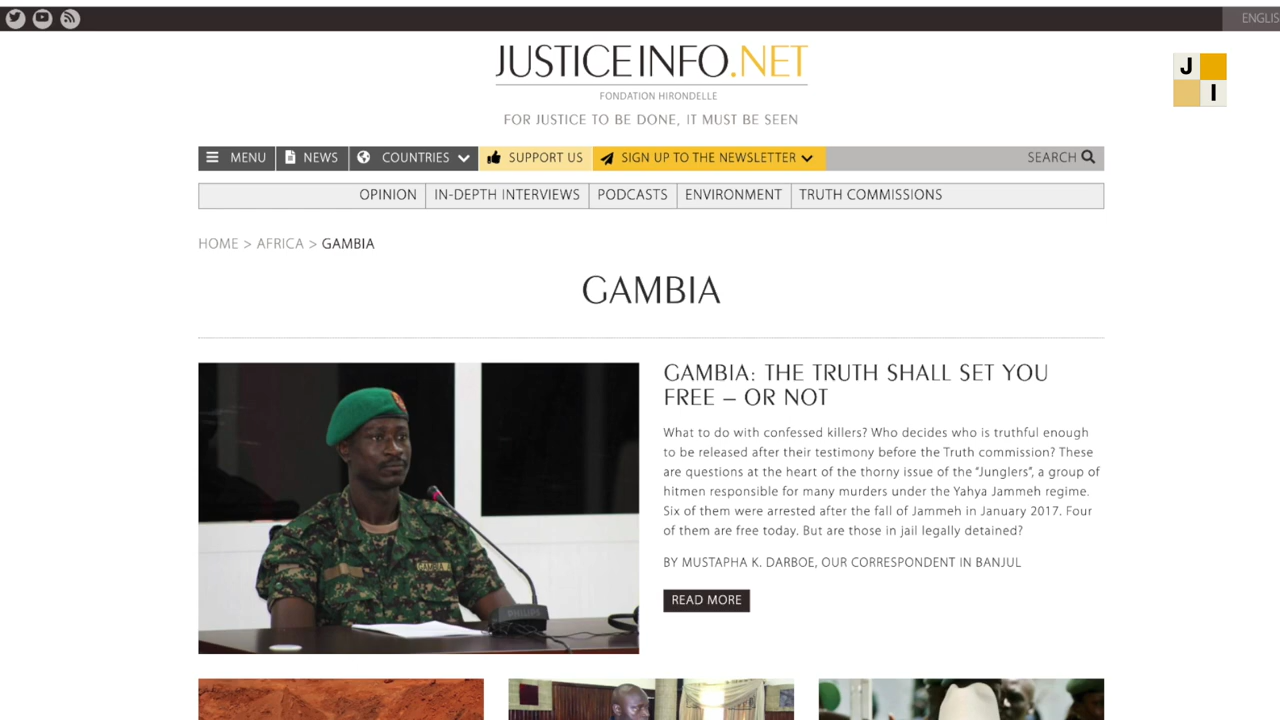 ENGLIS
JUSTICEINFO.NET
J
I
FONDATION HIRONDELLE
FOR JUSTICE TO BE DONE, IT MUST BE SEEN
MENU NEWS COUNTRIES SUPPORT US SIGN UP TO THE NEWSLETTER SEARCH
OPINION IN-DEPTH INTERVIEWS PODCASTS ENVIRONMENT TRUTH COMMISSIONS
HOME > AFRICA > GAMBIA
GAMBIA
GAMBIA: THE TRUTH SHALL SET YOU
FREE – OR NOT
What to do with confessed killers? Who decides who is truthful enough
to be released after their testimony before the Truth commission? These
are questions at the heart of the thorny issue of the “Junglers”, a group of
hitmen responsible for many murders under the Yahya Jammeh regime.
Six of them were arrested after the fall of Jammeh in January 2017. Four
of them are free today. But are those in jail legally detained?
BY MUSTAPHA K. DARBOE, OUR CORRESPONDENT IN BANJUL
READ MORE
GAMBIA
PHILIPS